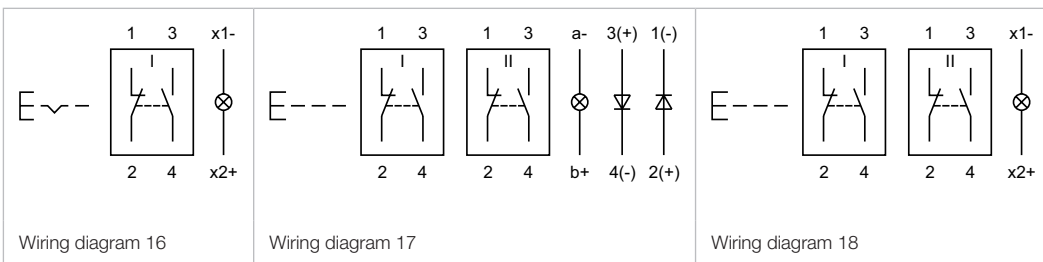 1 3 x1-
I
2 4 x2+
Wiring diagram 16
1 3 1 3 a- 3(+) 1(-)
I II
2 4 2 4 b+ 4(-) 2(+)
Wiring diagram 17
1 3 1 3 x1-
I II
2 4 2 4 x2+
Wiring diagram 18